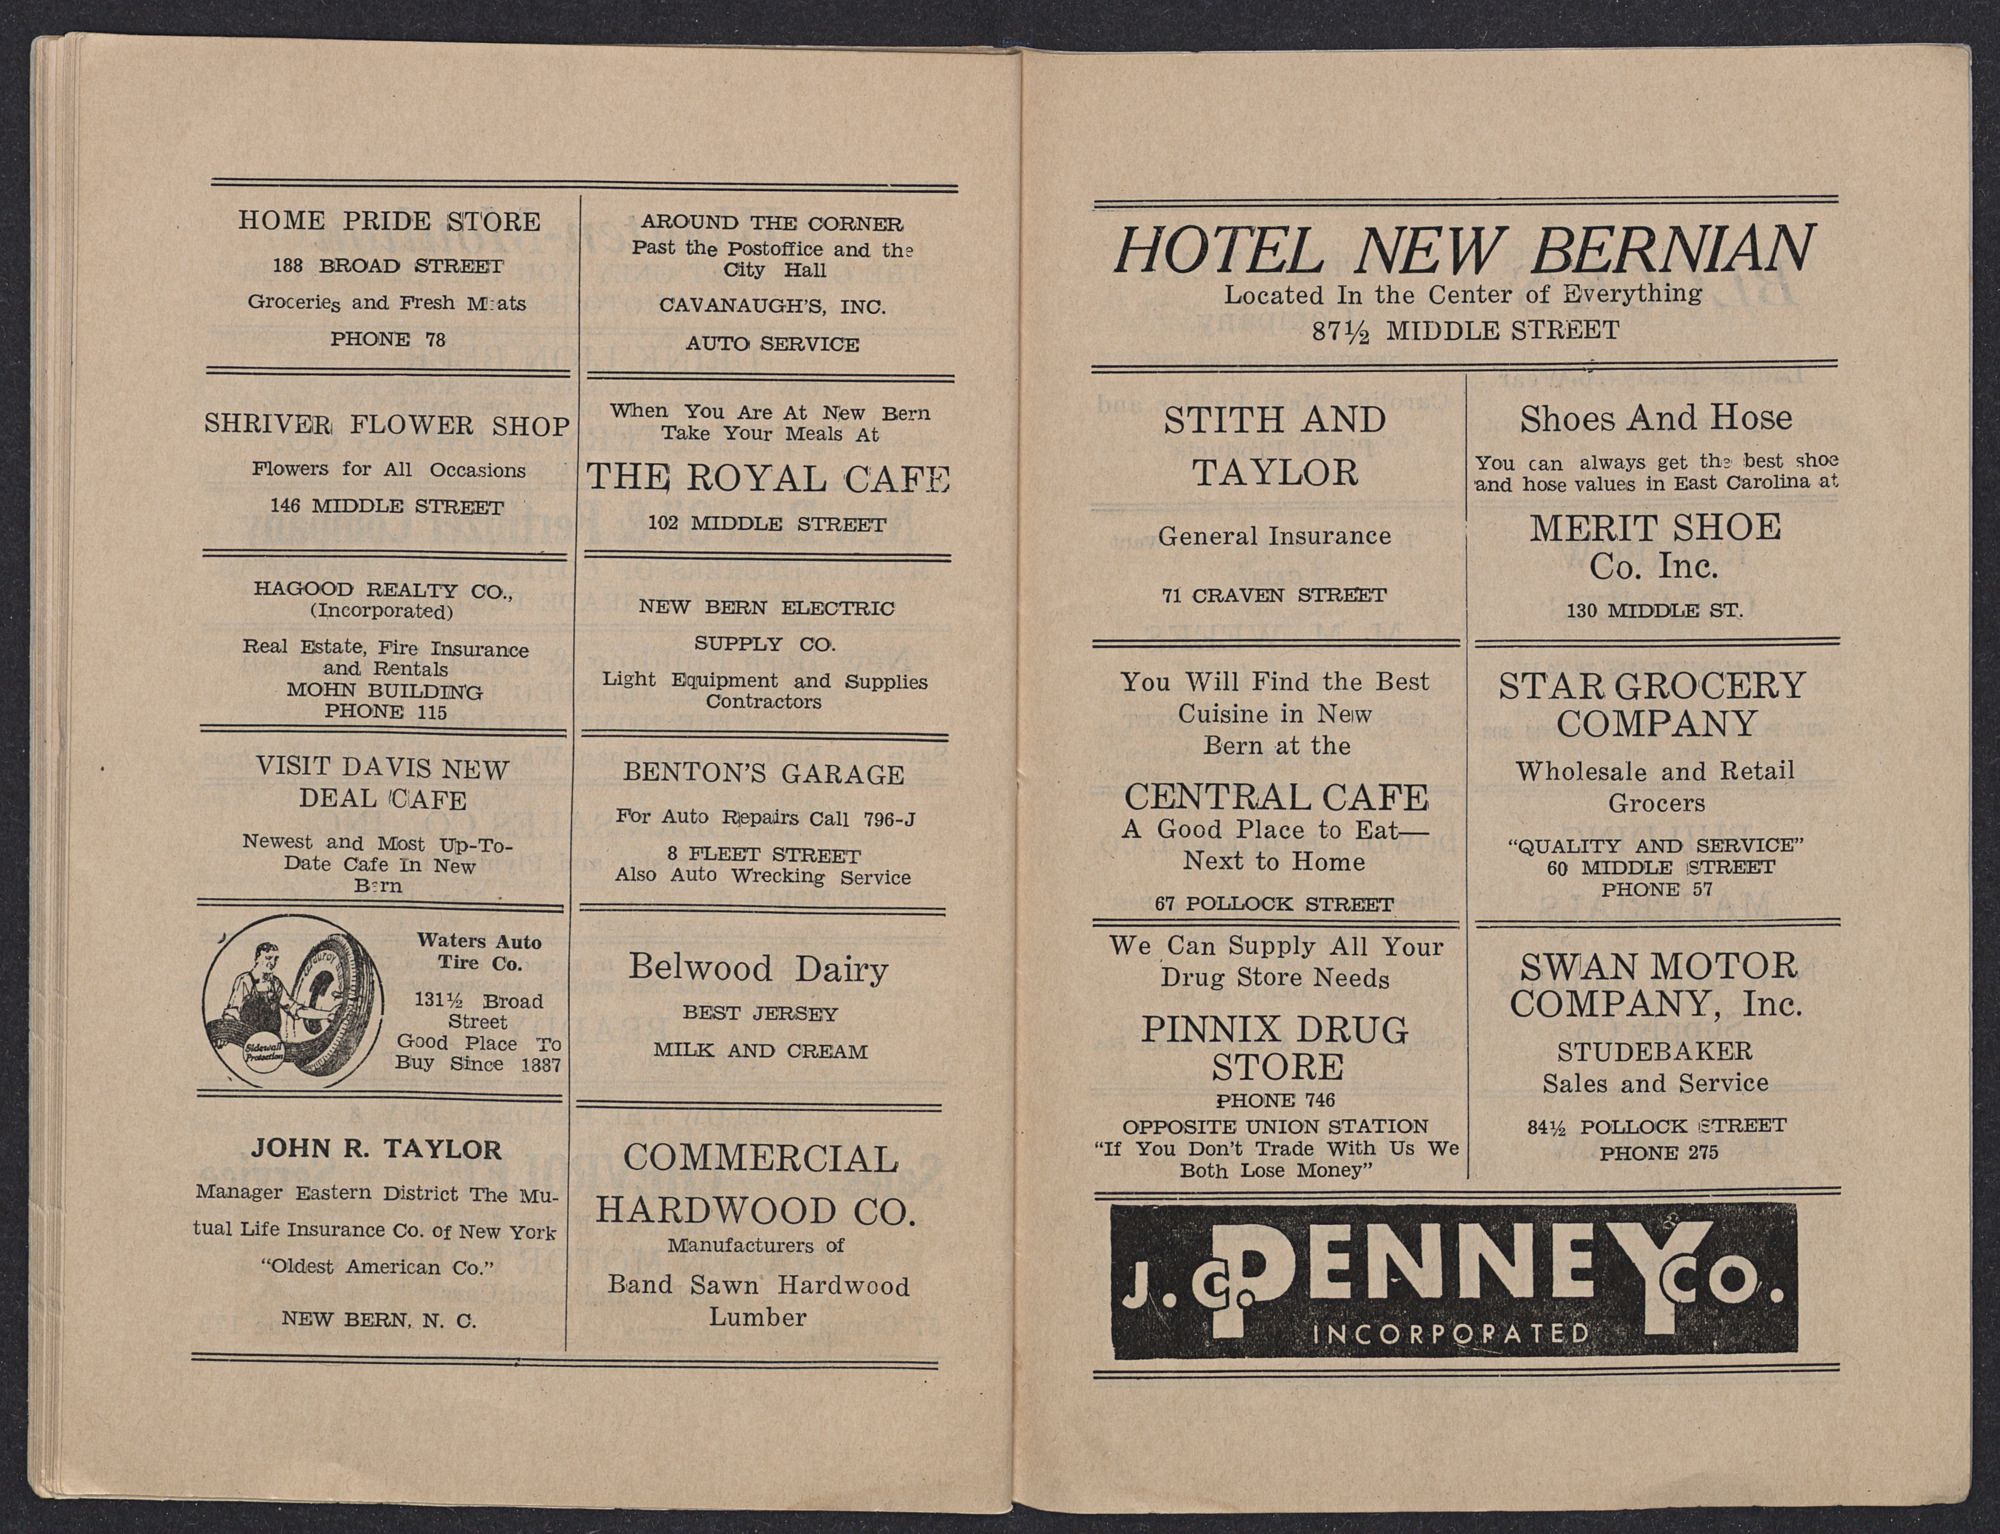 HOME PRIDE STORE
188 BROAD STREET
Groceries and Fresh Meats
PHONE 78
SHRIVER FLOWER SHOP
Flowers for All Occasions
146 MIDDLE STREET
HAGOOD REALTY CO.,
(Incorporated)
Real Estate, Fire Insurance
and Rentals
MOHN BUILDING
PHONE 115
VISIT DAVIS NEW
DEAL CAFE
Newest and Most Up-To-
Date Cafe In New
Bern
corduroy
Sidewall
Protection
Waters Auto
Tire Co.
131½ Broad
Street
Good Place To
Buy Since 1887
JOHN R. TAYLOR
Manager Eastern District The Mu-
tual Life Insurance Co. of New York
“Oldest American Co.”
NEW BERN, N. C.
AROUND THE CORNER
Past the Postoffice and the
City Hall
CAVANAUGH'S, INC.
AUTO SERVICE
When You Are At New Bern
Take Your Meals At
THE ROYAL CAFE
102 MIDDLE STREET
NEW BERN ELECTRIC
SUPPLY CO.
Light Equipment and Supplies
Contractors
BENTON'S GARAGE
For Auto Repairs Call 796-J
8 FLEET STREET
Also Auto Wrecking Service
Belwood Dairy
BEST JERSEY
MILK AND CREAM
COMMERCIAL
HARDWOOD CO.
Manufacturers of
Band Sawn Hardwood
Lumber
HOTEL NEW BERNIAN
Located In the Center of Everything
87½ MIDDLE STREET
STITH AND
TAYLOR
General Insurance
71 CRAVEN STREET
You Will Find the Best
Cuisine in New
Bern at the
CENTRAL CAFE
A Good Place to Eat—
Next to Home
67 POLLOCK STREET
We Can Supply All Your
Drug Store Needs
PINNIX DRUG
STORE
PHONE 746
OPPOSITE UNION STATION
“If You Don't Trade With Us We
Both Lose Money”
Shoes And Hose
You can always get the best shoe
and hose values in East Carolina at
MERIT SHOE
Co. Inc.
130 MIDDLE ST.
STAR GROCERY
COMPANY
Wholesale and Retail
Grocers
“QUALITY AND SERVICE”
60 MIDDLE STREET
PHONE 57
SWAN MOTOR
COMPANY, Inc.
STUDEBAKER
Sales and Service
84½ POLLOCK STREET
PHONE 275
J. C. PENNEY CO.
INCORPORATED